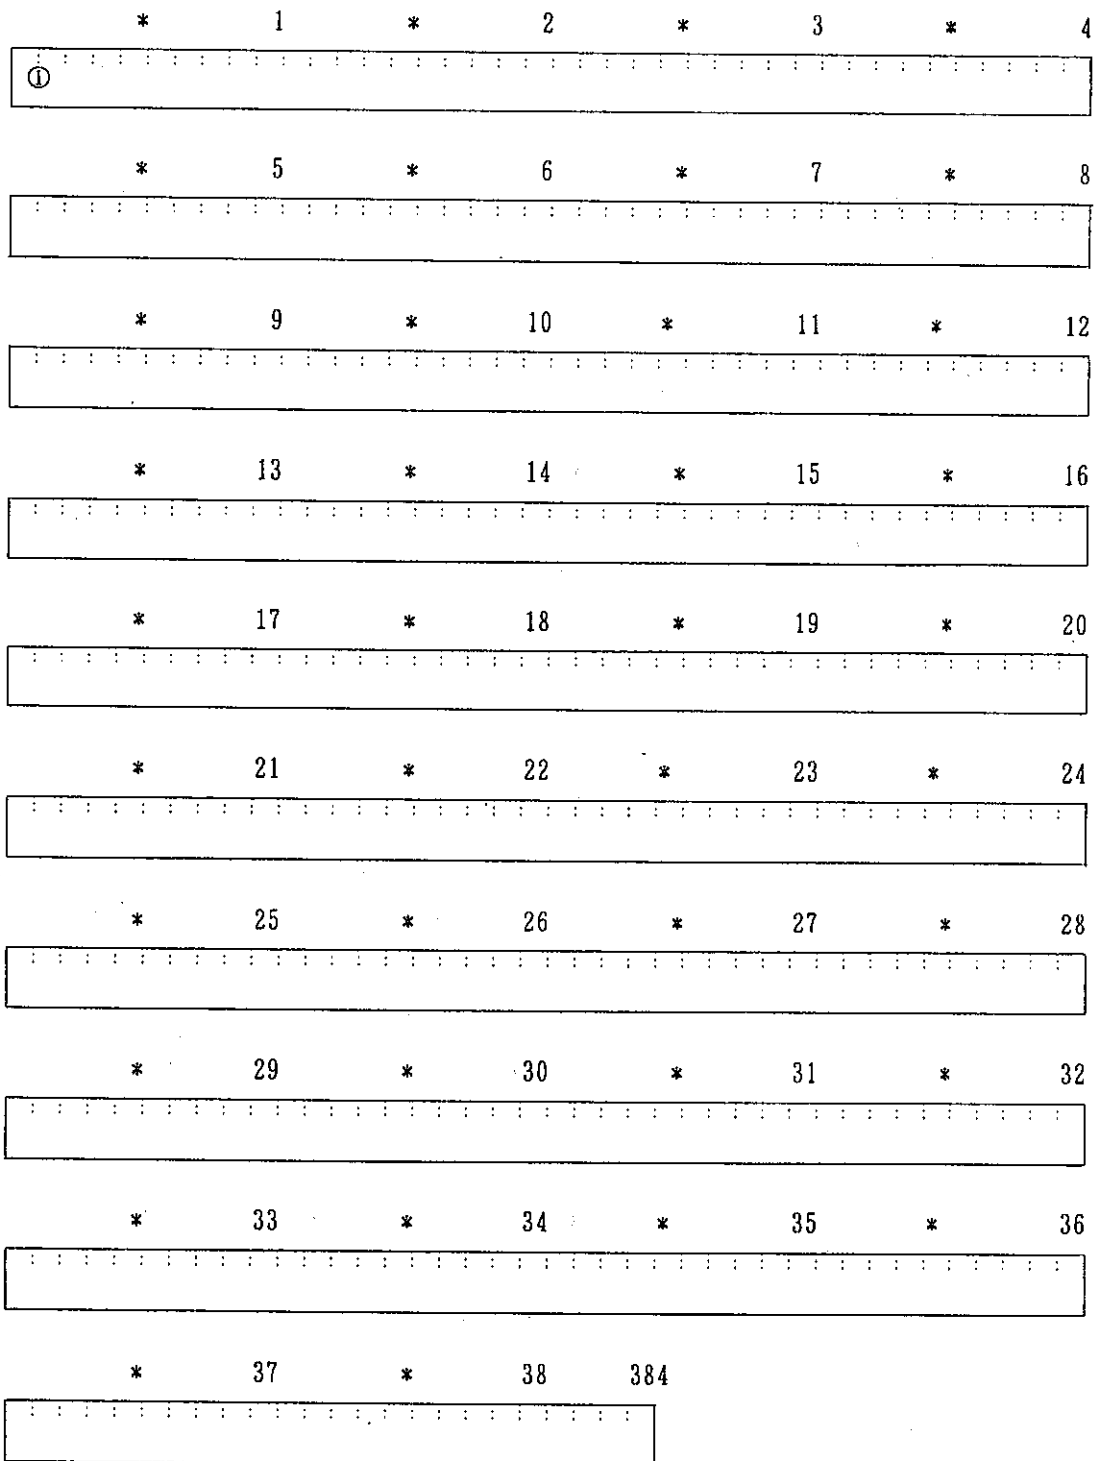 * 1 * 2 * 3 * 4
①
* 5 * 6 * 7 * 8
* 9 * 10 * 11 * 12
* 13 * 14 * 15 * 16
* 17 * 18 * 19 * 20
* 21 * 22 * 23 * 24
* 25 * 26 * 27 * 28
* 29 * 30 * 31 * 32
* 33 * 34 * 35 * 36
* 37 * 38 384